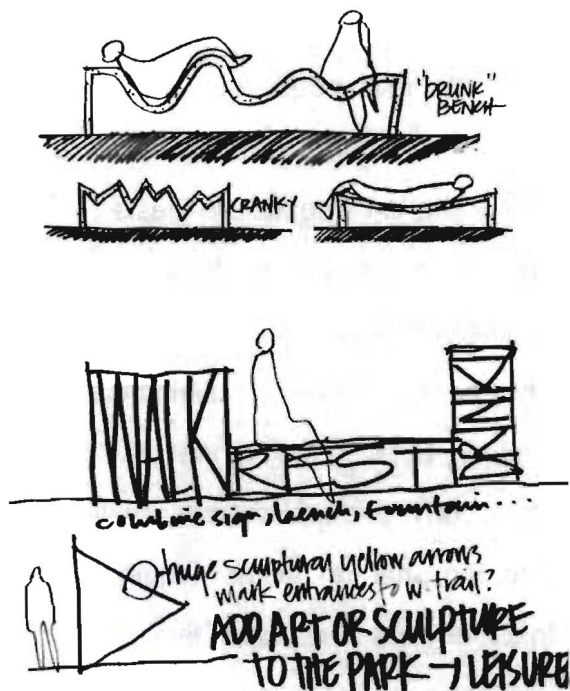 "DRUNK"
BENCH
CRANKY
WALK
REST
DRINK
combine sign, bench, fountain...
huge sculptural yellow arrows
mark entrances to w trail?
ADD ART OR SCULPTURE
TO THE PARK → LEISURE